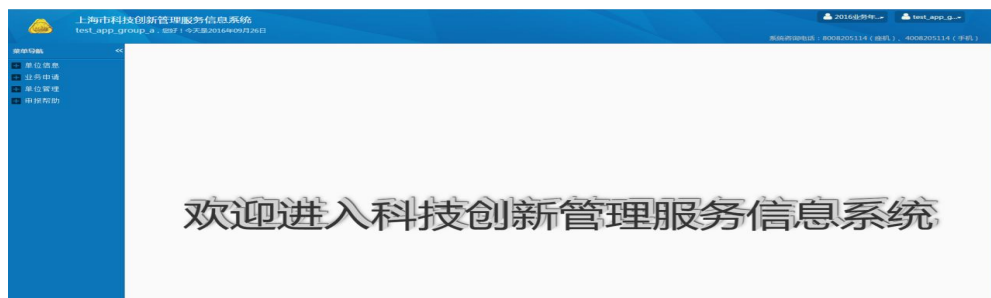 上海市科技创新管理服务信息系统
test_app_group_a，您好！今天是2016年09月26日
2016业务年...
test_app_g...
系统咨询电话：8008205114（座机），4008205114（手机）
菜单导航 <<
单位信息
业务申请
单位管理
申报帮助
欢迎进入科技创新管理服务信息系统